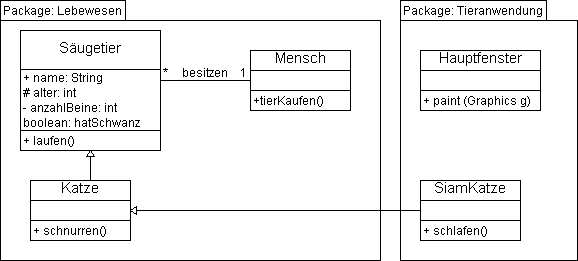 Package: Lebewesen
Säugetier
+ name: String
# alter: int
- anzahlBeine: int
boolean: hatSchwanz
+ laufen()
* besitzen 1
Mensch
+tierKaufen()
Katze
+ schnurren()
Package: Tieranwendung
Hauptfenster
+ paint (Graphics g)
SiamKatze
+ schlafen()